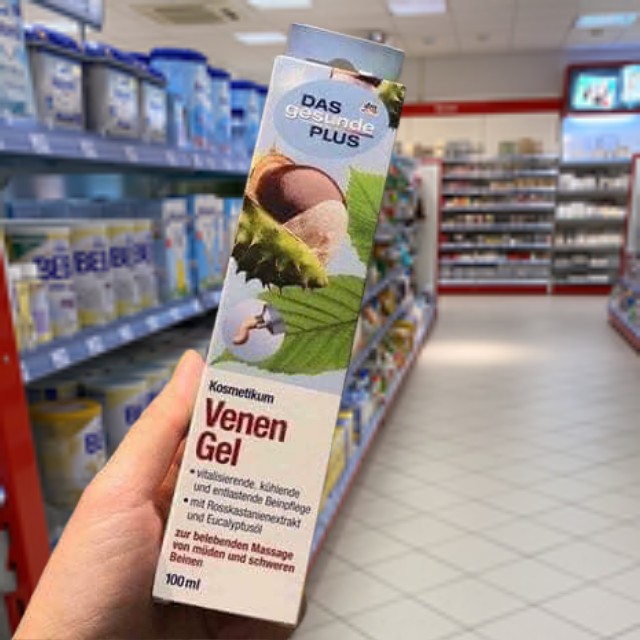 DAS
gesunde
PLUS
dm
Kosmetikum
Venen
Gel
• vitalisierende, kühlende
und entlastende Beinpflege
• mit Rosskastanienextrakt
und Eucalyptusöl
zur belebenden Massage
von müden und schweren
Beinen
100 ml